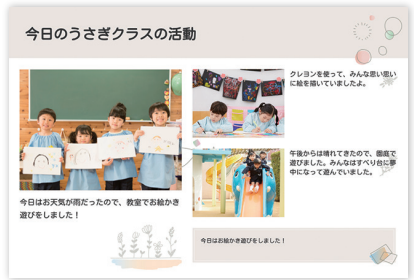 今日のうさぎクラスの活動
クレヨンを使って、みんな思い思い
に絵を描いていましたよ。
午後からは晴れてきたので、園庭で
遊びました。みんなはすべり台に夢
中になって遊んでいました。
今日はお天気が雨だったので、教室でお絵かき
遊びをしました！
今日はお絵かき遊びをしました！